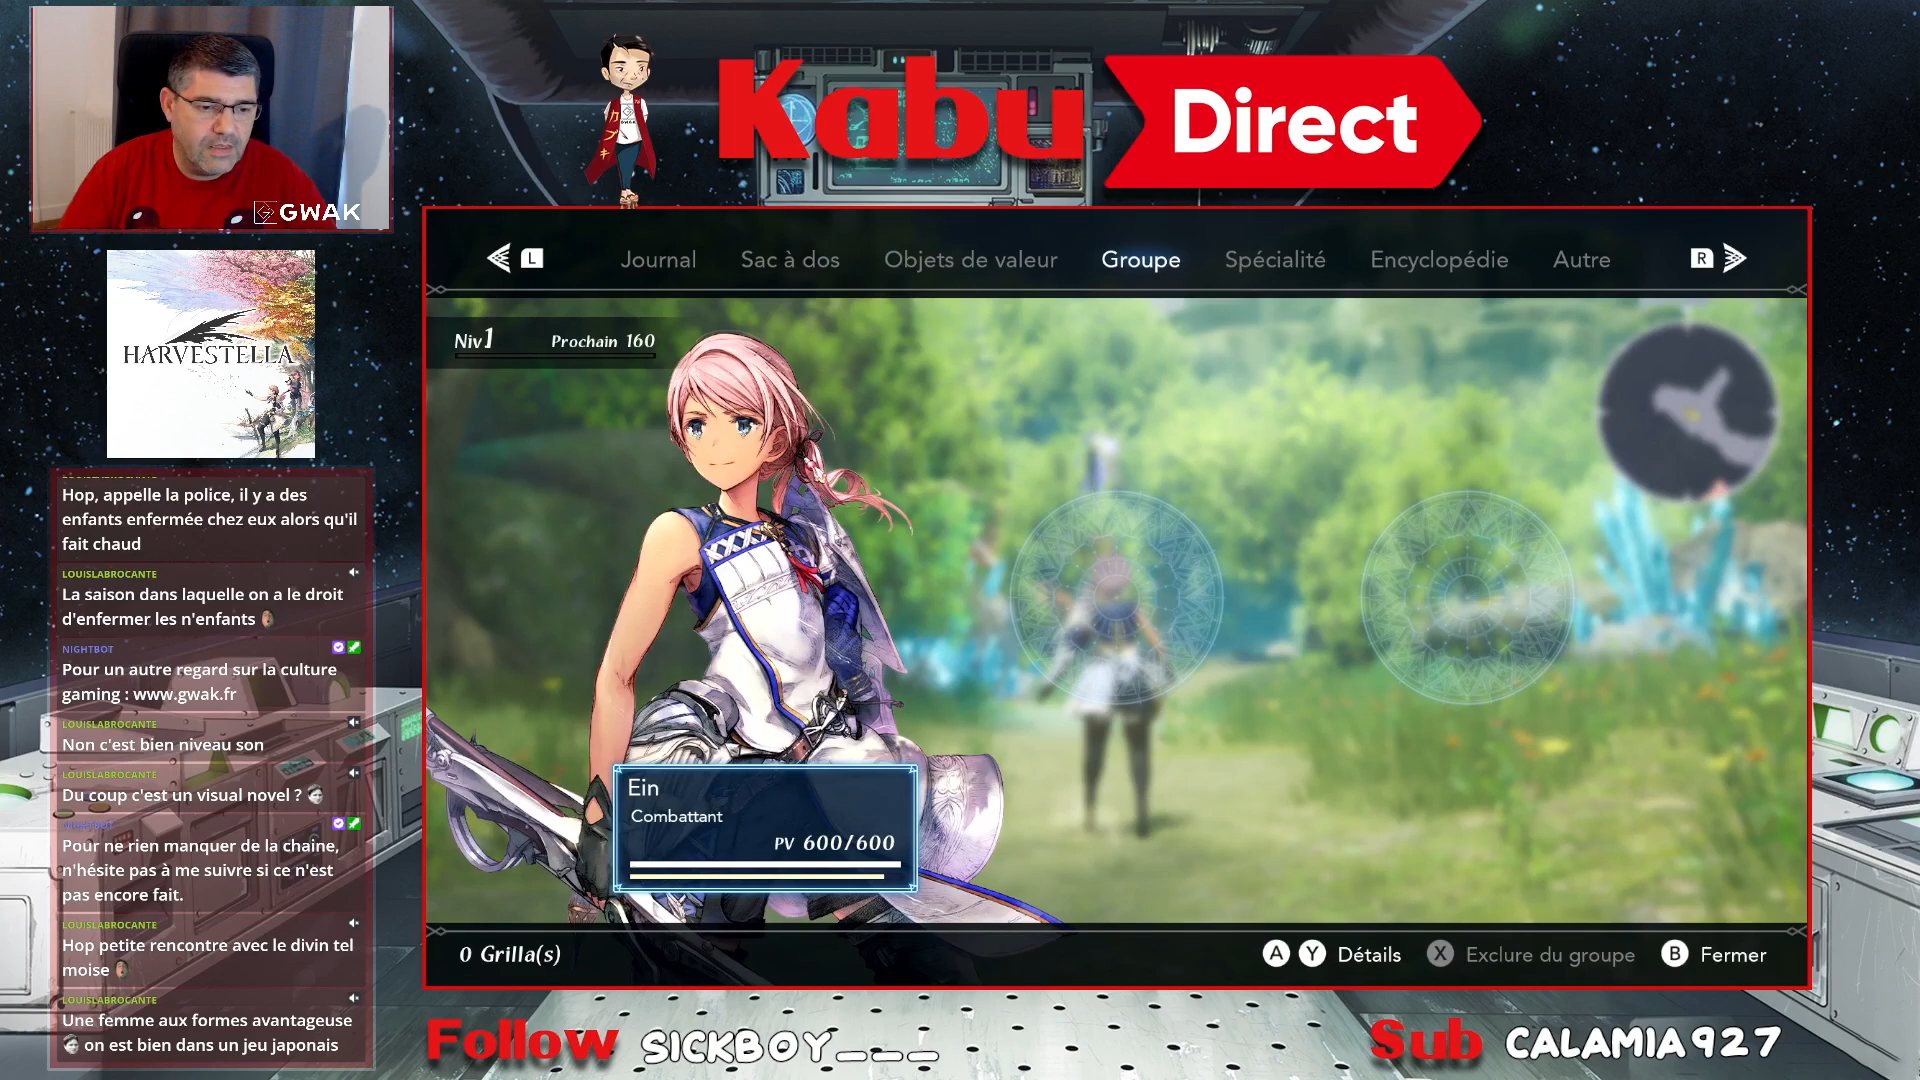 GWAK
Kabu Direct
HARVESTELLA
L
Journal
Sac à dos
Objets de valeur
Groupe
Spécialité
Encyclopédie
Autre
R
Niv 1
Prochain 160
Ein
Combattant
PV 600/600
0 Grilla(s)
A Y Détails
X Exclure du groupe
B Fermer
Hop, appelle la police, il y a des
enfants enfermée chez eux alors qu'il
fait chaud
LOUISLABROCANTE
La saison dans laquelle on a le droit
d'enfermer les n'enfants
NIGHTBOT
Pour un autre regard sur la culture
gaming : www.gwak.fr
LOUISLABROCANTE
Non c'est bien niveau son
LOUISLABROCANTE
Du coup c'est un visual novel ?
Pour ne rien manquer de la chaine,
n'hésite pas à me suivre si ce n'est
pas encore fait.
LOUISLABROCANTE
Hop petite rencontre avec le divin tel
moise
LOUISLABROCANTE
Une femme aux formes avantageuse
on est bien dans un jeu japonais
Follow SICKBOY___
Sub CALAMIA927